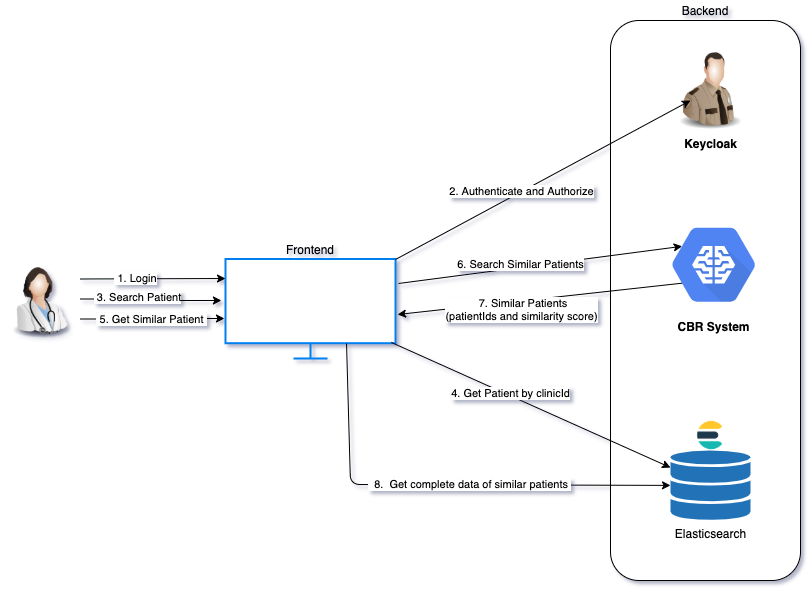 Backend
Keycloak
2. Authenticate and Authorize
Frontend
1. Login
3. Search Patient
5. Get Similar Patient
6. Search Similar Patients
7. Similar Patients
(patientIds and similarity score)
CBR System
4. Get Patient by clinicId
8.  Get complete data of similar patients
Elasticsearch